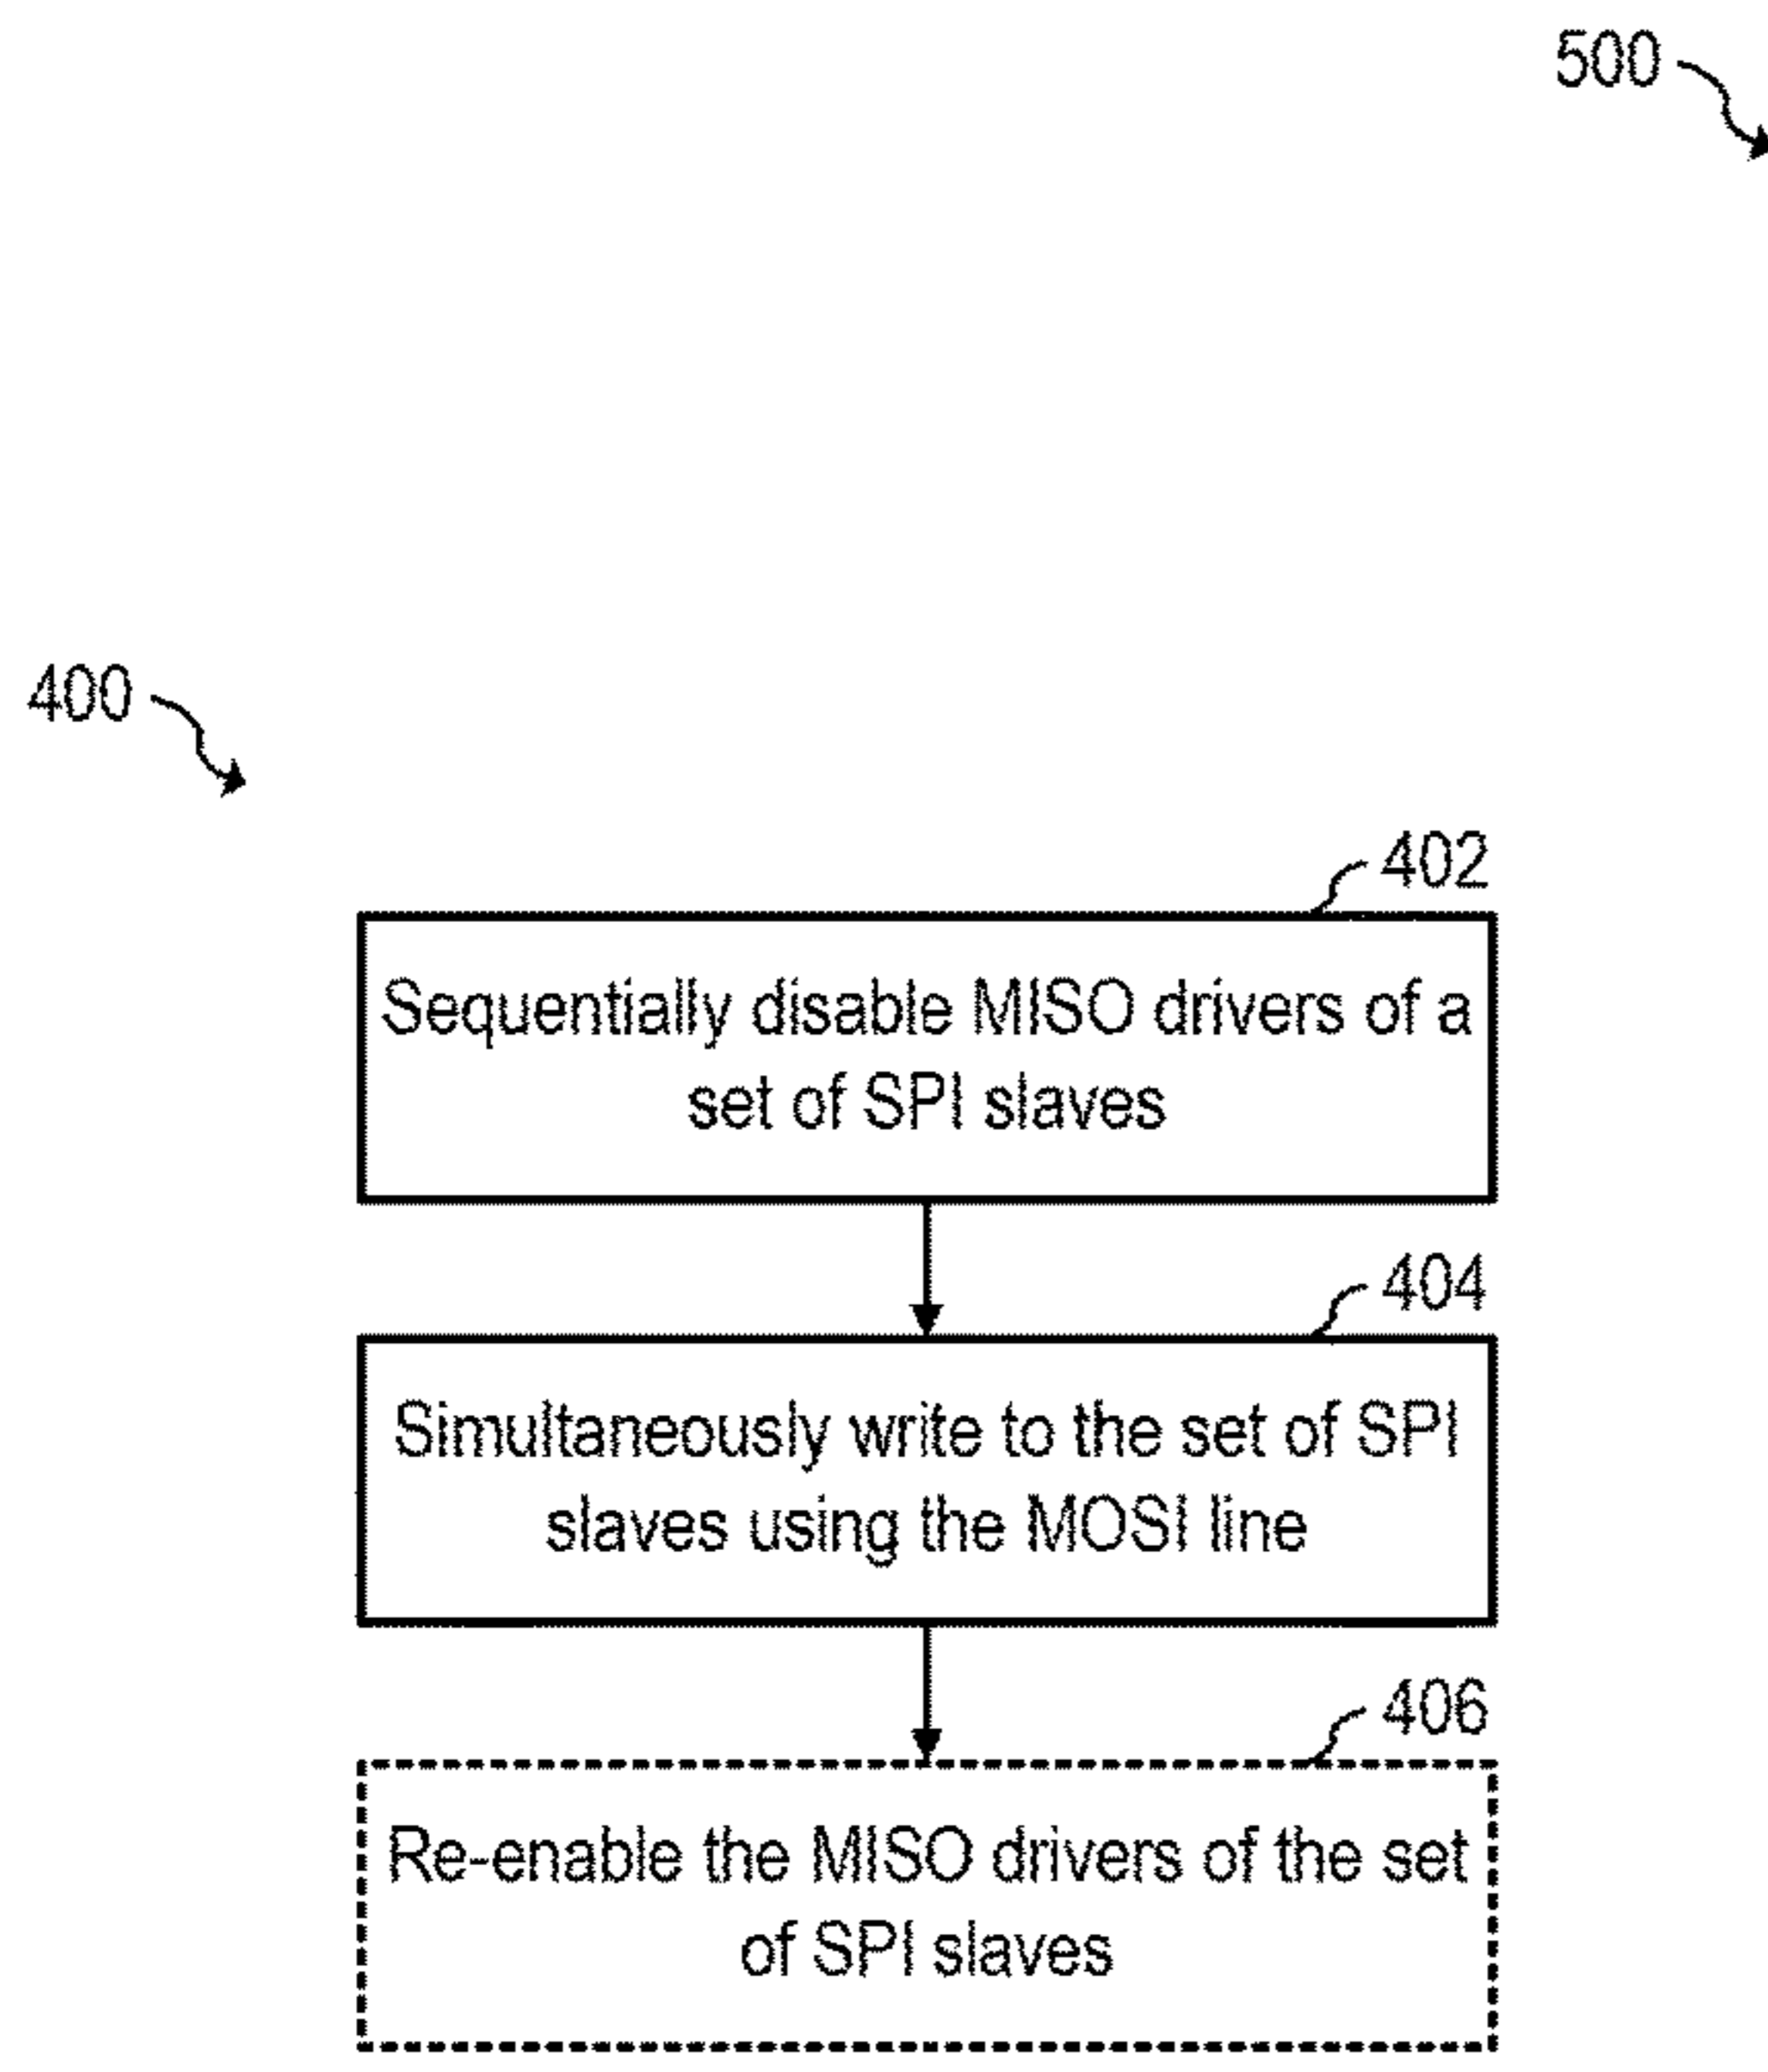 500
400
402
Sequentially disable MISO drivers of a
set of SPI slaves
404
Simultaneously write to the set of SPI
slaves using the MOSI line
406
Re-enable the MISO drivers of the set
of SPI slaves